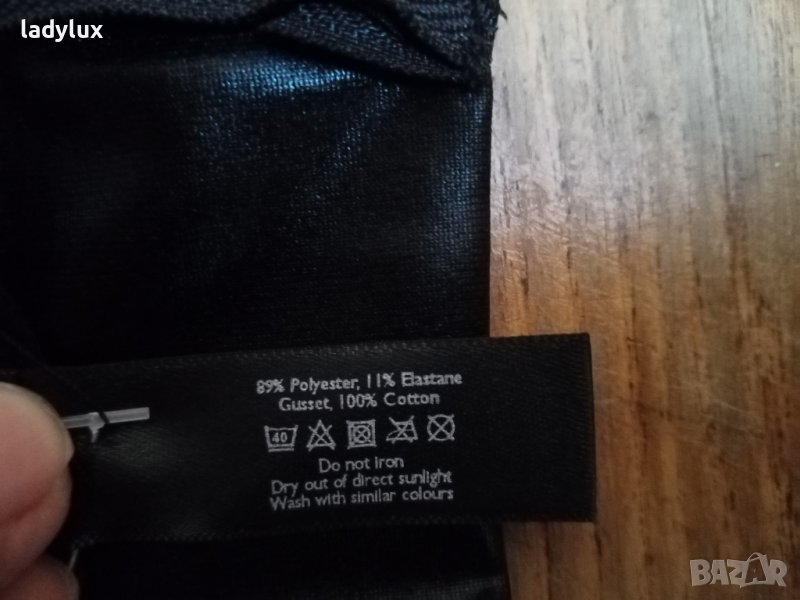 ladylux
89% Polyester, 11% Elastane
Gusset, 100% Cotton
40
Do not iron
Dry out of direct sunlight
Wash with similar colours
BAZAR